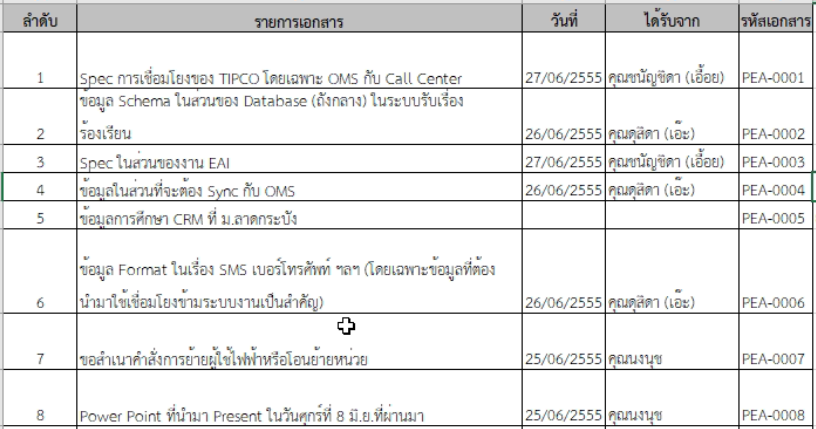 ลำดับ รายการเอกสาร วันที่ ได้รับจาก รหัสเอกสาร
1 Spec การเชื่อมโยงของ TIPCO โดยเฉพาะ OMS กับ Call Center 27/06/2555 คุณชนัญชิดา (เอื้อย) PEA-0001
ข้อมูล Schema ในส่วนของ Database (ถังกลาง) ในระบบรับเรื่อง
2 ร้องเรียน 26/06/2555 คุณดุสิดา (เอ๊ะ) PEA-0002
3 Spec ในส่วนของงาน EAI 27/06/2555 คุณชนัญชิดา (เอื้อย) PEA-0003
4 ข้อมูลในส่วนที่จะต้อง Sync กับ OMS 26/06/2555 คุณดุสิดา (เอ๊ะ) PEA-0004
5 ข้อมูลการศึกษา CRM ที่ ม.ลาดกระบัง PEA-0005
ข้อมูล Format ในเรื่อง SMS เบอร์โทรศัพท์ ฯลฯ (โดยเฉพาะข้อมูลที่ต้อง
6 นำมาใช้เชื่อมโยงข้ามระบบงานเป็นสำคัญ) 26/06/2555 คุณดุสิดา (เอ๊ะ) PEA-0006
7 ขอสำเนาคำสั่งการย้ายผู้ใช้ไฟฟ้าหรือโอนย้ายหน่วย 25/06/2555 คุณนงนุช PEA-0007
8 Power Point ที่นำมา Present ในวันศุกร์ที่ 8 มิ.ย.ที่ผ่านมา 25/06/2555 คุณนงนุช PEA-0008